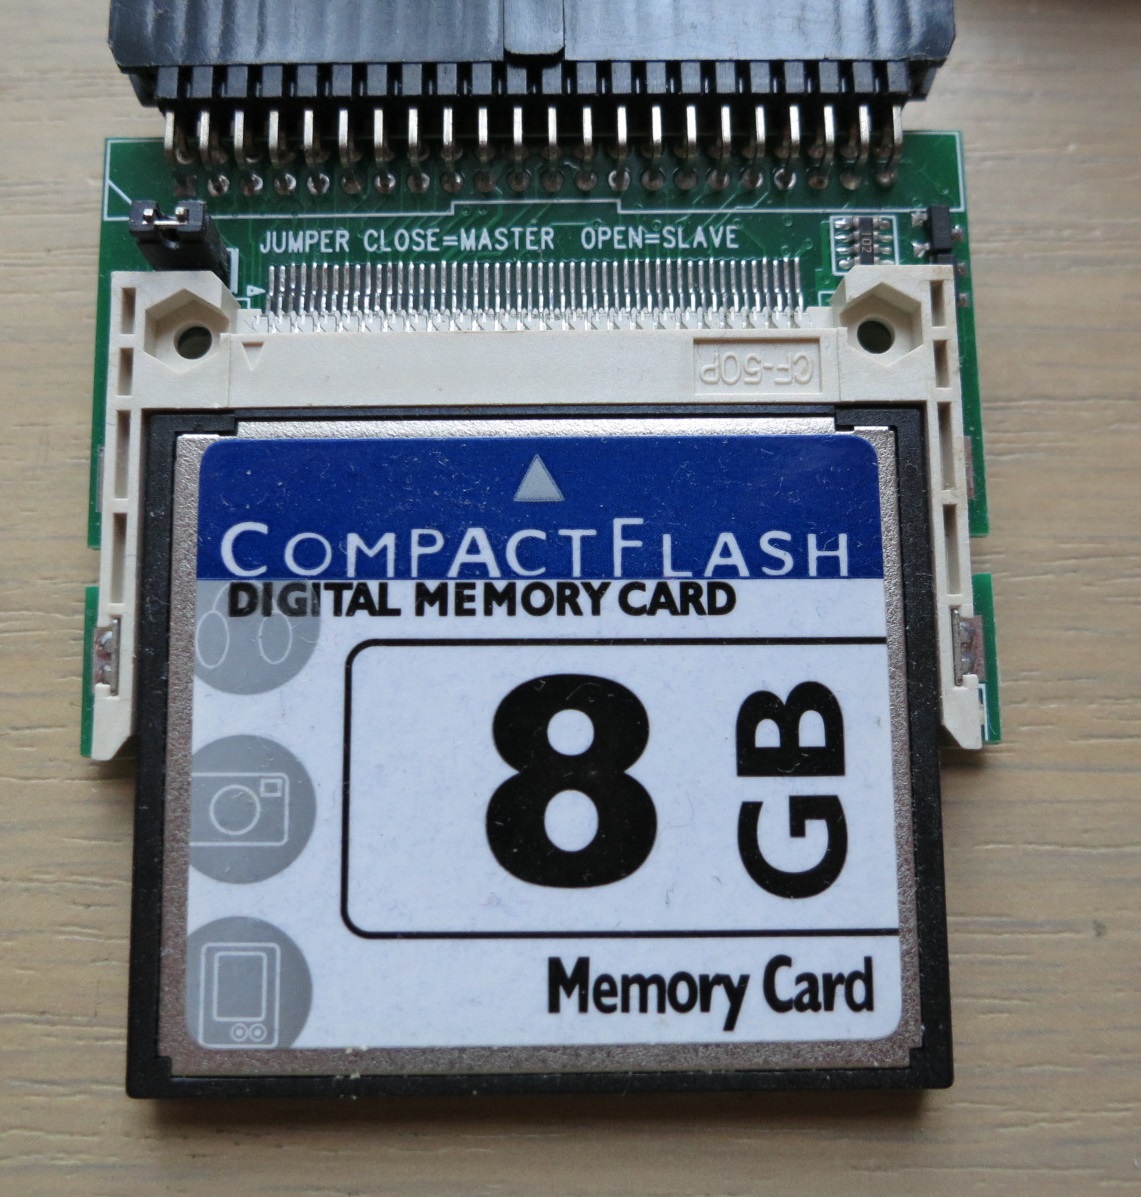 JUMPER CLOSE=MASTER OPEN=SLAVE
CF-50P
COMPACTFLASH
DIGITAL MEMORY CARD
8 GB
Memory Card